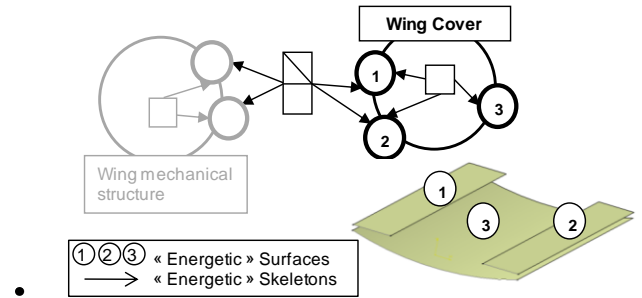 Wing Cover
1
3
2
Wing mechanical
structure
1
3
2
①②③ « Energetic » Surfaces
« Energetic » Skeletons